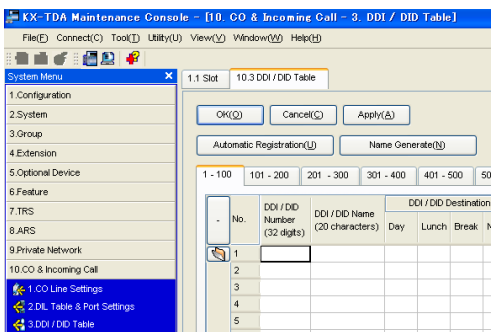 KX-TDA Maintenance Console - [10. CO & Incoming Call - 3. DDI / DID Table]
File(F) Connect(C) Tool(T) Utility(U) View(V) Window(W) Help(H)
System Menu
1.1 Slot 10.3 DDI / DID Table
1.Configuration
2.System
3.Group
4.Extension
5.Optional Device
6.Feature
7.TRS
8.ARS
9.Private Network
10.CO & Incoming Call
1.CO Line Settings
2.DIL Table & Port Settings
3.DDI / DID Table
OK(O) Cancel(C) Apply(A)
Automatic Registration(U) Name Generate(N)
1 - 100 101 - 200 201 - 300 301 - 400 401 - 500 50
- No. DDI / DID Number (32 digits) DDI / DID Name (20 characters) DDI / DID Destination
Day Lunch Break N
1
2
3
4
5